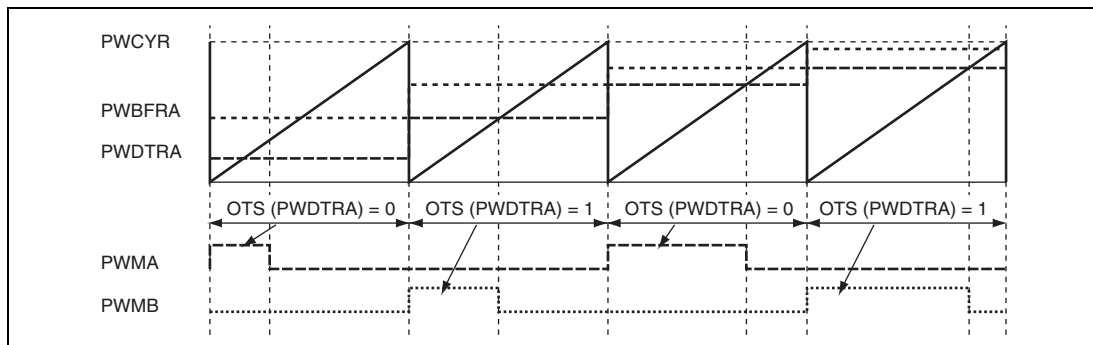 PWCYR
PWBFRA
PWDTRA
OTS (PWDTRA) = 0 OTS (PWDTRA) = 1 OTS (PWDTRA) = 0 OTS (PWDTRA) = 1
PWMA
PWMB